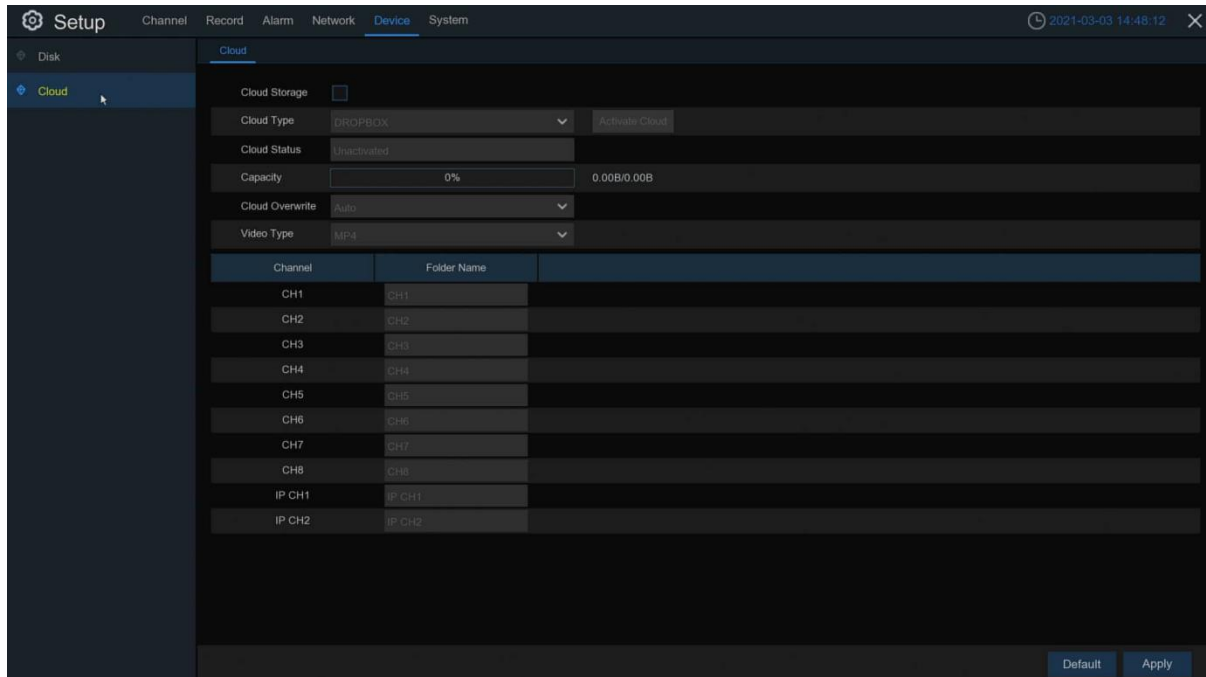 Setup Channel Record Alarm Network Device System 2021-03-03 14:48:12
Disk
Cloud
Cloud
Cloud Storage
Cloud Type DROPBOX Activate Cloud
Cloud Status Unactivated
Capacity 0% 0.00B/0.00B
Cloud Overwrite Auto
Video Type MP4
Channel Folder Name
CH1 CH1
CH2 CH2
CH3 CH3
CH4 CH4
CH5 CH5
CH6 CH6
CH7 CH7
CH8 CH8
IP CH1 IP CH1
IP CH2 IP CH2
Default Apply